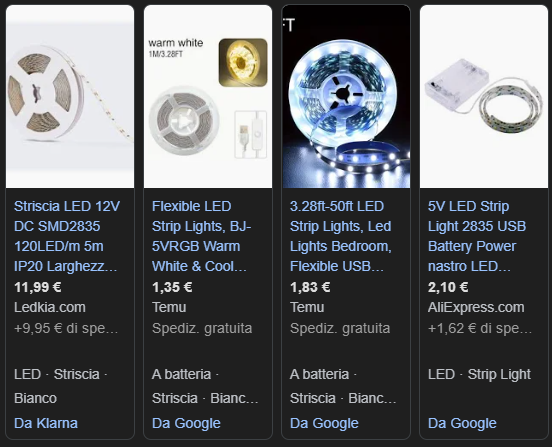 Striscia LED 12V
DC SMD2835
120LED/m 5m
IP20 Larghezz...
11,99 €
Ledkia.com
+9,95 € di spe...
LED · Striscia ·
Bianco
Da Klarna
warm white
1M/3.28FT
Flexible LED
Strip Lights, BJ-
5VRGB Warm
White & Cool...
1,35 €
Temu
Spediz. gratuita
A batteria ·
Striscia · Bianc...
Da Google
FT
3.28ft-50ft LED
Strip Lights, Led
Lights Bedroom,
Flexible USB...
1,83 €
Temu
Spediz. gratuita
A batteria ·
Striscia · Bianc...
Da Google
5V LED Strip
Light 2835 USB
Battery Power
nastro LED...
2,10 €
AliExpress.com
+1,62 € di spe...
LED · Strip Light
Da Google